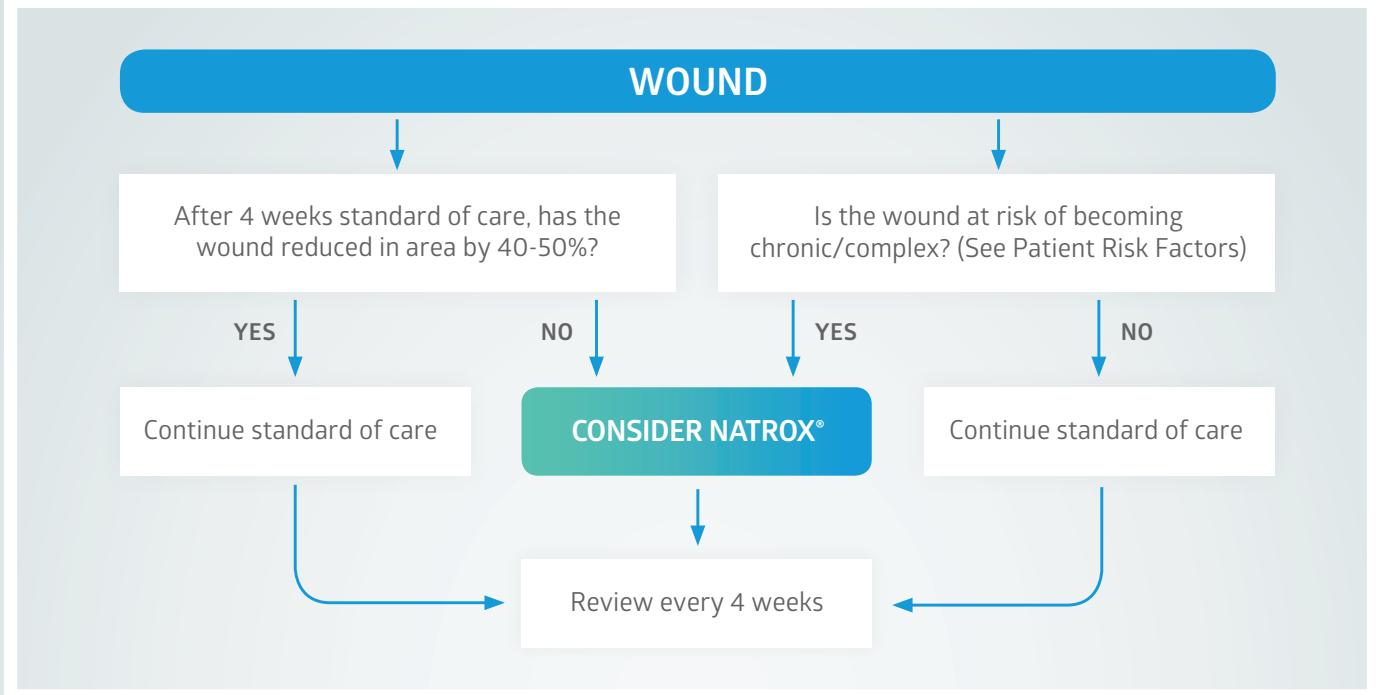 WOUND
After 4 weeks standard of care, has the
wound reduced in area by 40-50%?
Is the wound at risk of becoming
chronic/complex? (See Patient Risk Factors)
YES
NO
YES
NO
Continue standard of care
CONSIDER NATROX®
Continue standard of care
Review every 4 weeks